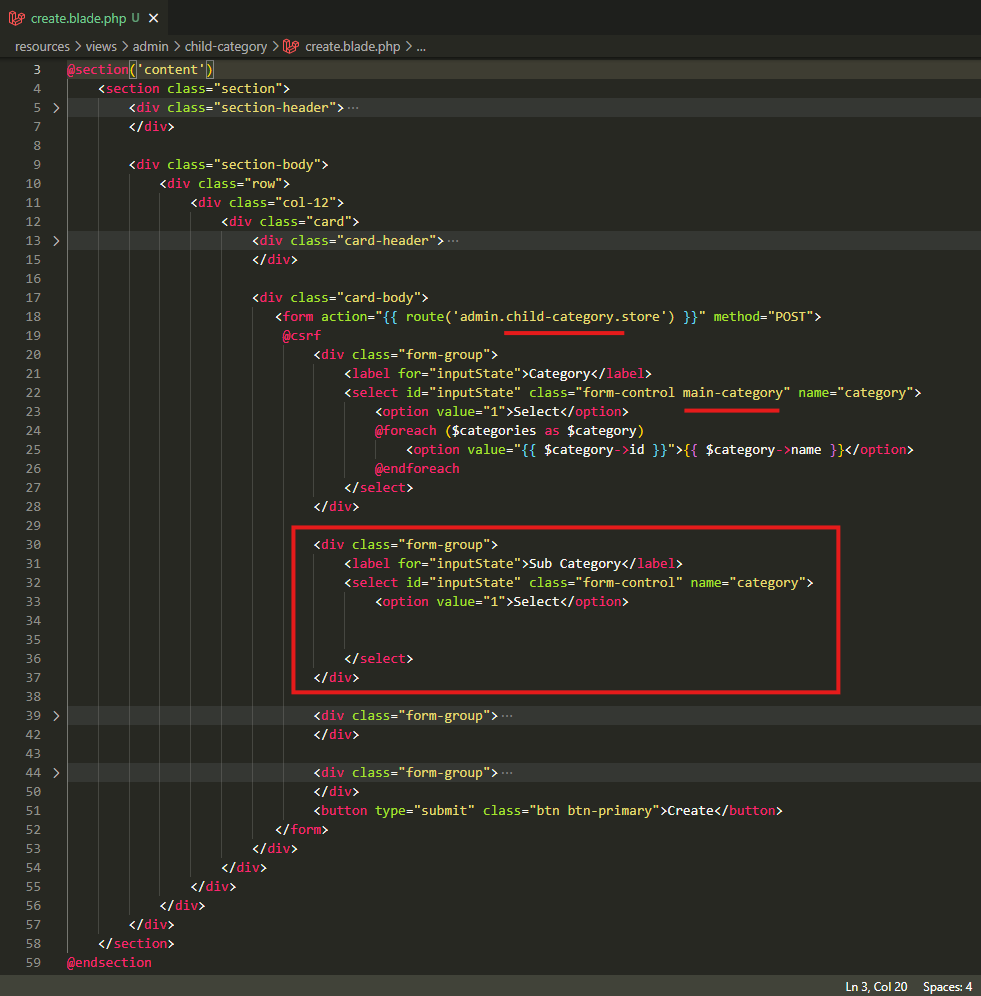 create.blade.php U ×
resources > views > admin > child-category > create.blade.php > ...
3 @section('content')
4 <section class="section">
5 > <div class="section-header">···
7 </div>
8
9 <div class="section-body">
10 <div class="row">
11 <div class="col-12">
12 <div class="card">
13 > <div class="card-header">···
15 </div>
16
17 <div class="card-body">
18 <form action="{{ route('admin.child-category.store') }}" method="POST">
19 @csrf
20 <div class="form-group">
21 <label for="inputState">Category</label>
22 <select id="inputState" class="form-control main-category" name="category">
23 <option value="1">Select</option>
24 @foreach ($categories as $category)
25 <option value="{{ $category->id }}">{{ $category->name }}</option>
26 @endforeach
27 </select>
28 </div>
29
30 <div class="form-group">
31 <label for="inputState">Sub Category</label>
32 <select id="inputState" class="form-control" name="category">
33 <option value="1">Select</option>
34
35
36 </select>
37 </div>
38
39 > <div class="form-group">···
42 </div>
43
44 > <div class="form-group">···
50 </div>
51 <button type="submit" class="btn btn-primary">Create</button>
52 </form>
53 </div>
54 </div>
55 </div>
56 </div>
57 </div>
58 </section>
59 @endsection
Ln 3, Col 20 Spaces: 4